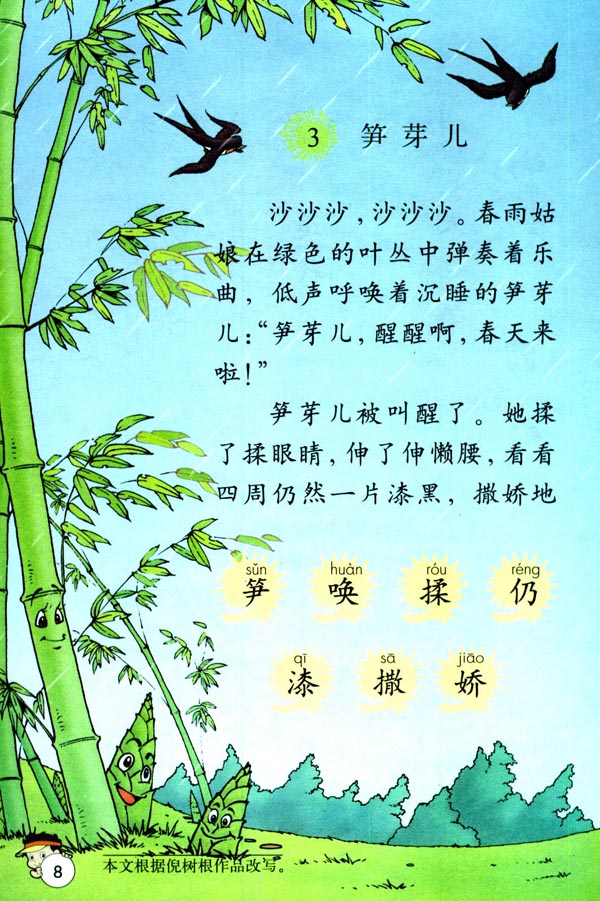 3 笋芽儿
沙沙沙，沙沙沙。春雨姑
娘在绿色的叶丛中弹奏着乐
曲，低声呼唤着沉睡的笋芽
儿：“笋芽儿，醒醒啊，春天来
啦！”
笋芽儿被叫醒了。她揉
了揉眼睛，伸了伸懒腰，看看
四周仍然一片漆黑，撒娇地
sǔn huàn róu réng
笋 唤 揉 仍
qī sā jiāo
漆 撒 娇
本文根据倪树根作品改写。
8